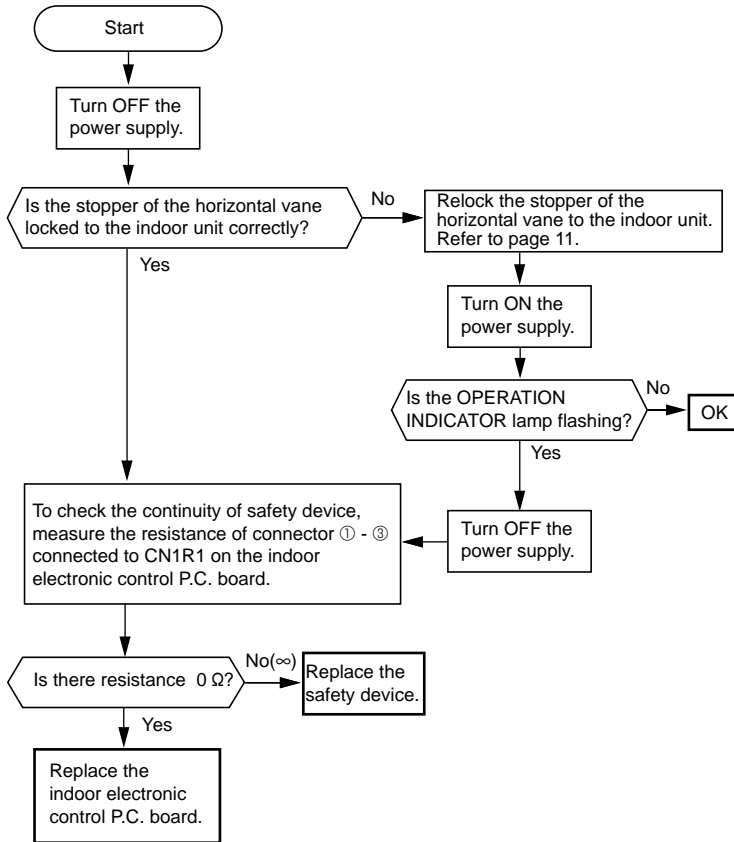 Start
Turn OFF the
power supply.
Is the stopper of the horizontal vane
locked to the indoor unit correctly?
No
Relock the stopper of the
horizontal vane to the indoor unit.
Refer to page 11.
Yes
Turn ON the
power supply.
Is the OPERATION
INDICATOR lamp flashing?
No
OK
Yes
Turn OFF the
power supply.
To check the continuity of safety device,
measure the resistance of connector ① - ③
connected to CN1R1 on the indoor
electronic control P.C. board.
Is there resistance 0 Ω?
No(∞)
Replace the
safety device.
Yes
Replace the
indoor electronic
control P.C. board.